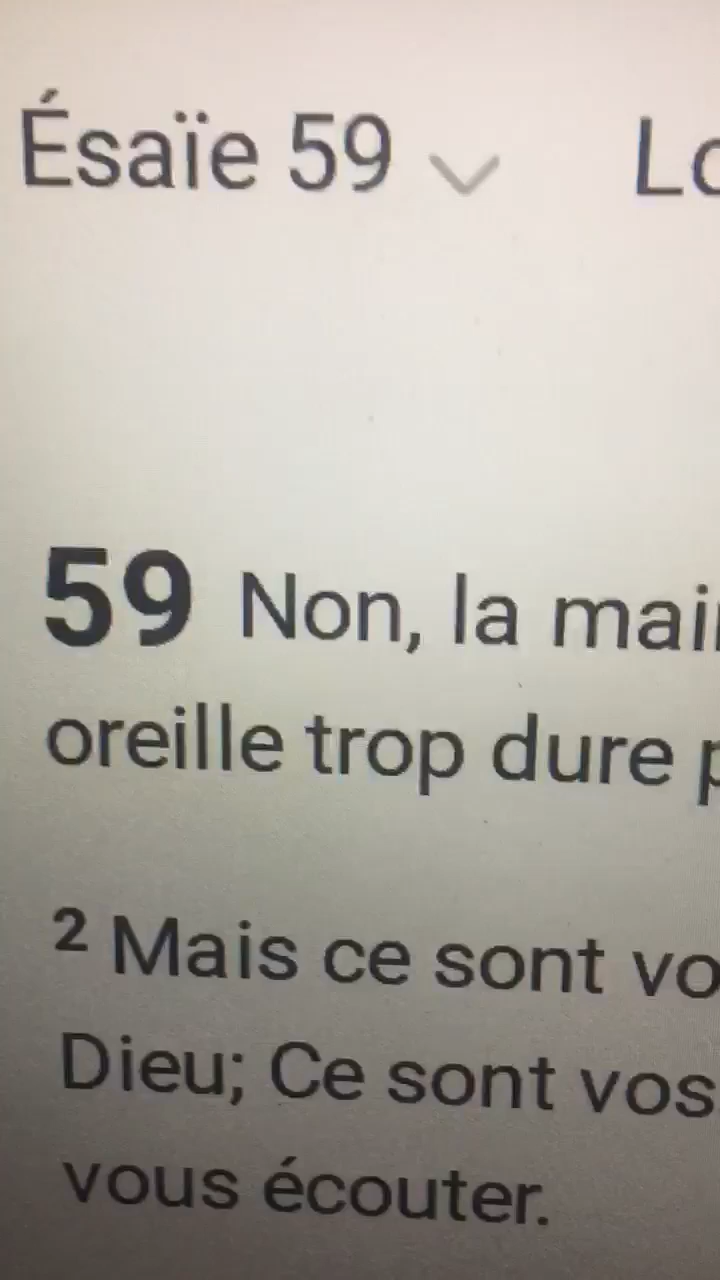 Ésaïe 59
59 Non, la
oreille trop dure
2 Mais ce sont
Dieu; Ce sont vos
vous écouter.